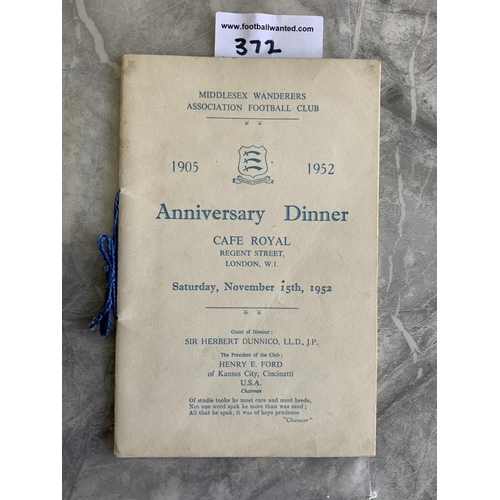 www.footballwanted.com
372
MIDDLESEX WANDERERS
ASSOCIATION FOOTBALL CLUB
1905 1952
Anniversary Dinner
CAFE ROYAL
REGENT STREET,
LONDON, W.I.
Saturday, November 15th, 1952
Guest of Honour :
SIR HERBERT DUNNICO, LL.D., J.P.
The President of the Club :
HENRY E. FORD
of Kansas City, Cincinatti
U.S.A.
Chairman
Of studie tooke he most cure and most heede,
Not one word spak he more than was need ;
All that he spak, it was of heye prudence
"Chaucer"